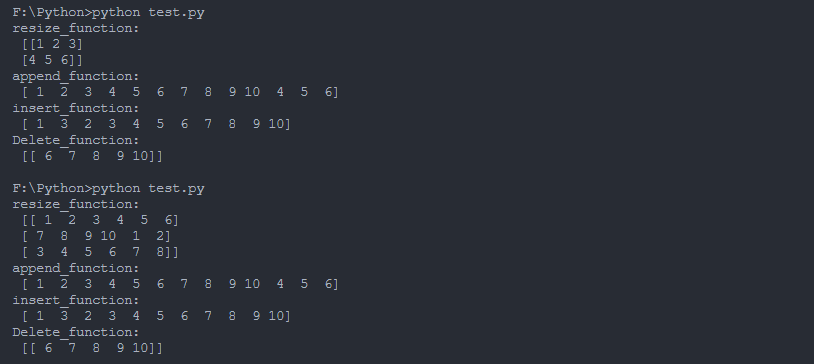 F:\Python>python test.py
resize_function:
 [[1 2 3]
 [4 5 6]]
append_function:
 [ 1  2  3  4  5  6  7  8  9 10  4  5  6]
insert_function:
 [ 1  3  2  3  4  5  6  7  8  9 10]
Delete_function:
 [[ 6  7  8  9 10]]
F:\Python>python test.py
resize_function:
 [[ 1  2  3  4  5  6]
 [ 7  8  9 10  1  2]
 [ 3  4  5  6  7  8]]
append_function:
 [ 1  2  3  4  5  6  7  8  9 10  4  5  6]
insert_function:
 [ 1  3  2  3  4  5  6  7  8  9 10]
Delete_function:
 [[ 6  7  8  9 10]]